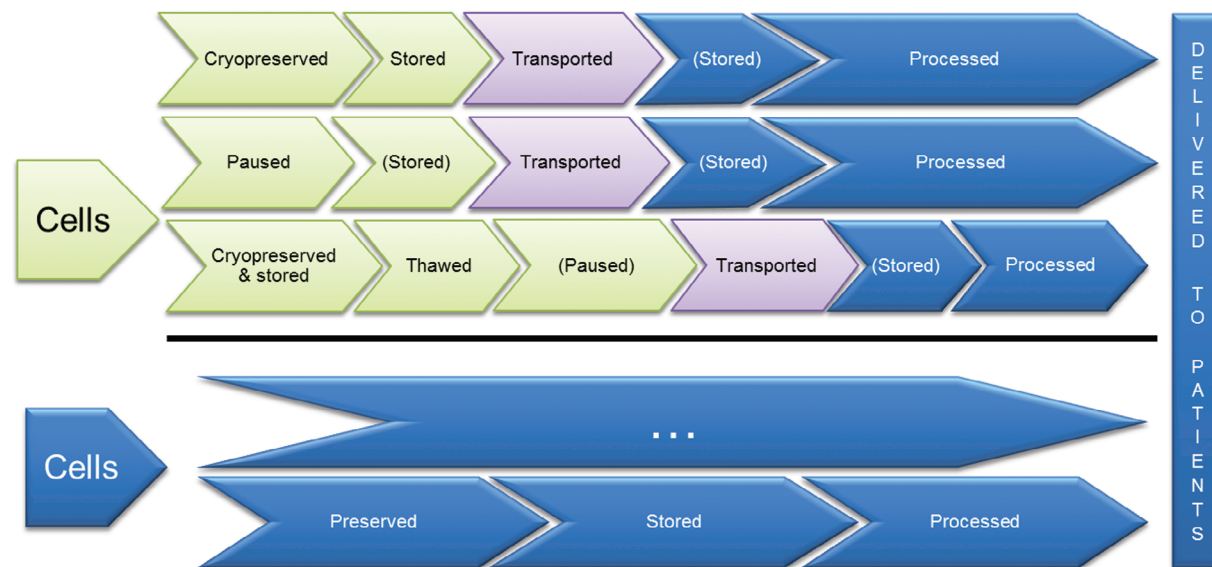 Cryopreserved
Stored
Transported
(Stored)
Processed
Paused
(Stored)
Transported
(Stored)
Processed
Cells
Cryopreserved
& stored
Thawed
(Paused)
Transported
(Stored)
Processed
...
Cells
Preserved
Stored
Processed
DELIVERED TO PATIENTS